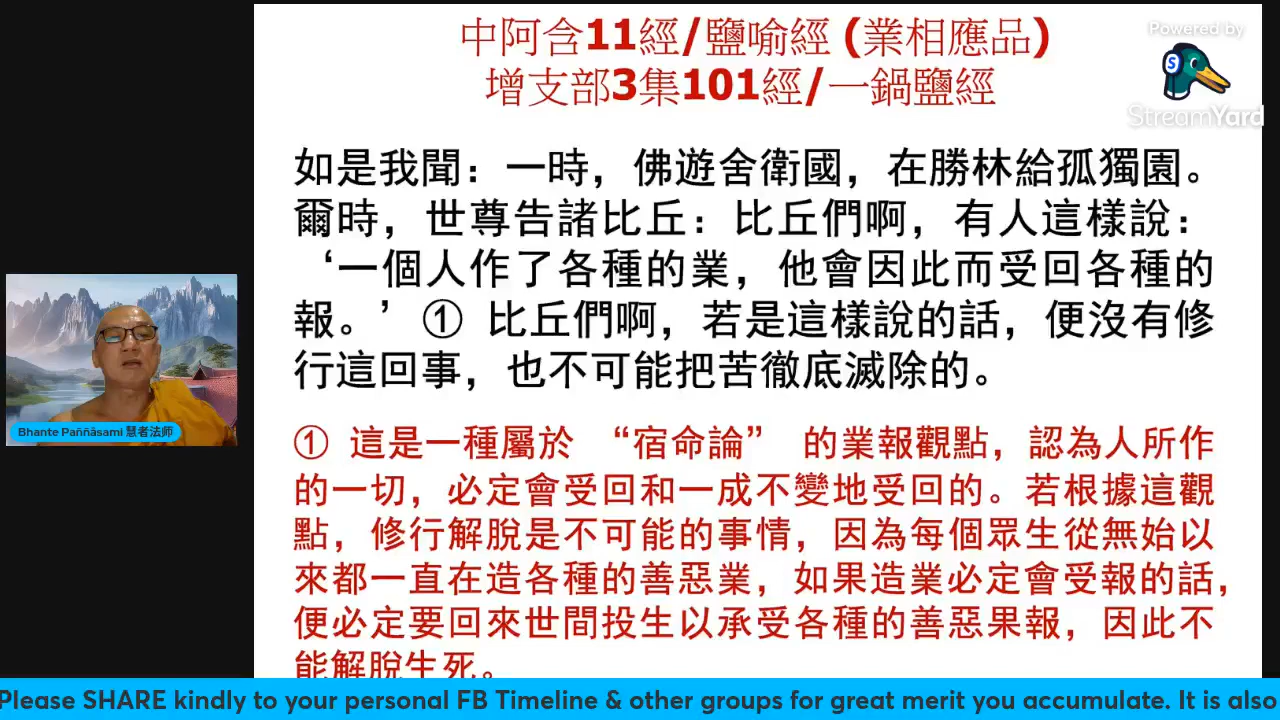 中阿含11經/鹽喻經 (業相應品)
增支部3集101經/一鍋鹽經
Powered by
StreamYard
如是我聞：一時，佛遊舍衛國，在勝林給孤獨園。
爾時，世尊告諸比丘：比丘們啊，有人這樣說：
‘一個人作了各種的業，他會因此而受回各種的
報。’① 比丘們啊，若是這樣說的話，便沒有修
行這回事，也不可能把苦徹底滅除的。
① 這是一種屬於 “宿命論” 的業報觀點，認為人所作
的一切，必定會受回和一成不變地受回的。若根據這觀
點，修行解脫是不可能的事情，因為每個眾生從無始以
來都一直在造各種的善惡業，如果造業必定會受報的話，
便必定要回來世間投生以承受各種的善惡果報，因此不
能解脫生死。
Bhante Paññāsami 慧者法师
Please SHARE kindly to your personal FB Timeline & other groups for great merit you accumulate. It is also